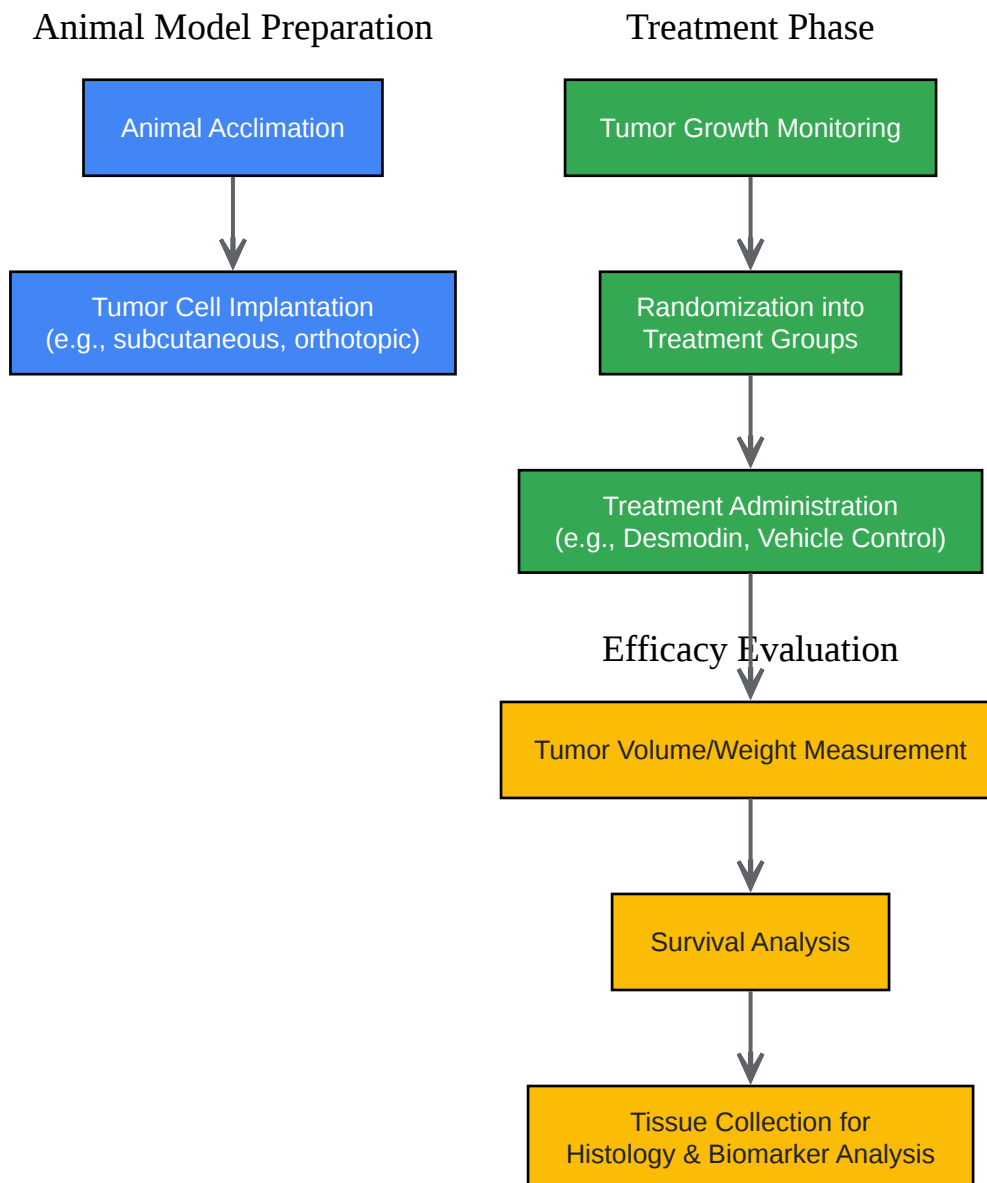 Animal Model Preparation
Animal Acclimation
Tumor Cell Implantation
(e.g., subcutaneous, orthotopic)
Treatment Phase
Tumor Growth Monitoring
Randomization into
Treatment Groups
Treatment Administration
(e.g., Desmodin, Vehicle Control)
Efficacy Evaluation
Tumor Volume/Weight Measurement
Survival Analysis
Tissue Collection for
Histology & Biomarker Analysis